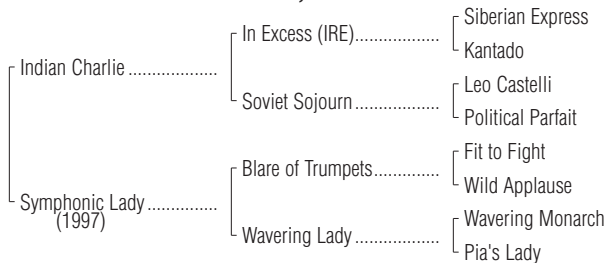 Siberian Express
In Excess (IRE)..................
Kantado
Indian Charlie ...................
Leo Castelli
Soviet Sojourn ..................
Political Parfait
Fit to Fight
Blare of Trumpets..............
Wild Applause
Symphonic Lady ...............
(1997)
Wavering Monarch
Wavering Lady ..................
Pia's Lady